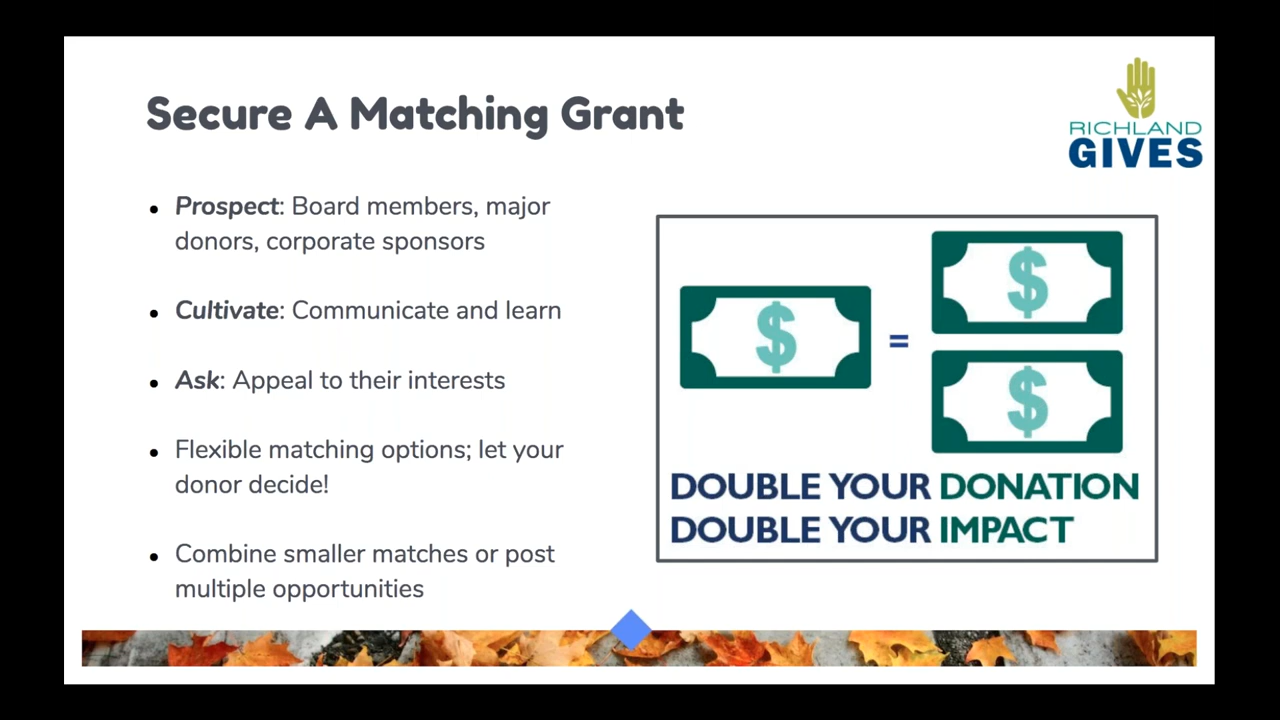 Secure A Matching Grant
RICHLAND
GIVES
• Prospect: Board members, major
donors, corporate sponsors
• Cultivate: Communicate and learn
• Ask: Appeal to their interests
• Flexible matching options; let your
donor decide!
• Combine smaller matches or post
multiple opportunities
$ = $
$
DOUBLE YOUR DONATION
DOUBLE YOUR IMPACT